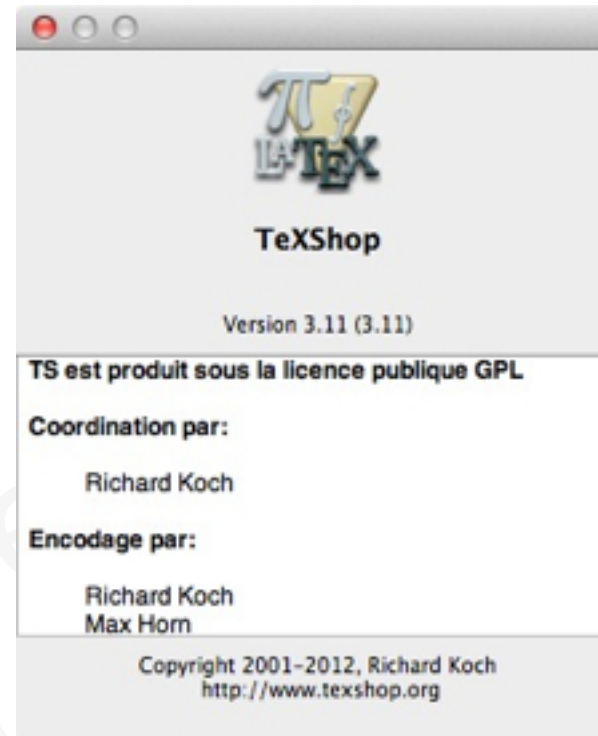 π
LATEX
TeXShop
Version 3.11 (3.11)
TS est produit sous la licence publique GPL
Coordination par:
Richard Koch
Encodage par:
Richard Koch
Max Horn
Copyright 2001-2012, Richard Koch
http://www.texshop.org